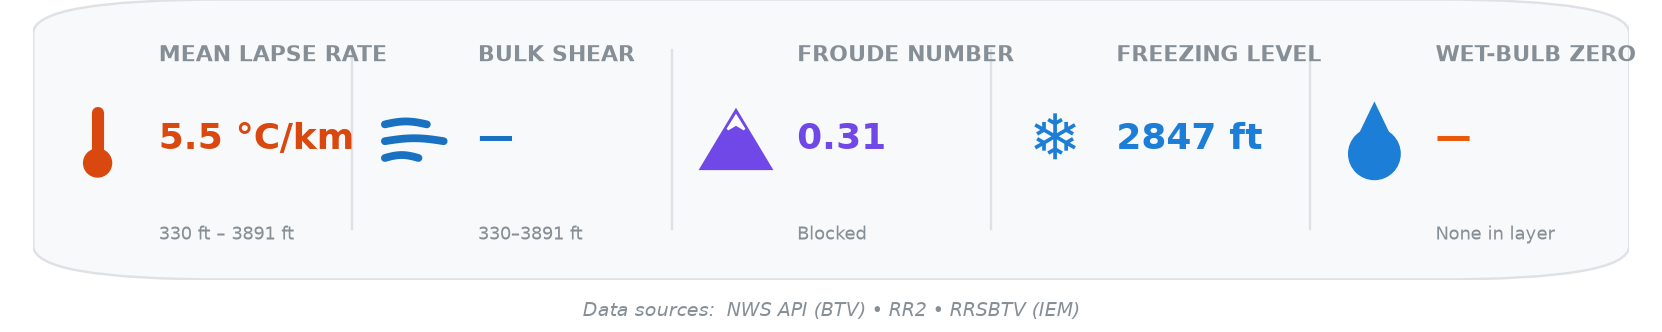 MEAN LAPSE RATE
5.5 °C/km
330 ft – 3891 ft
BULK SHEAR
—
330–3891 ft
FROUDE NUMBER
0.31
Blocked
FREEZING LEVEL
2847 ft
WET-BULB ZERO
—
None in layer
Data sources:  NWS API (BTV) • RR2 • RRSBTV (IEM)